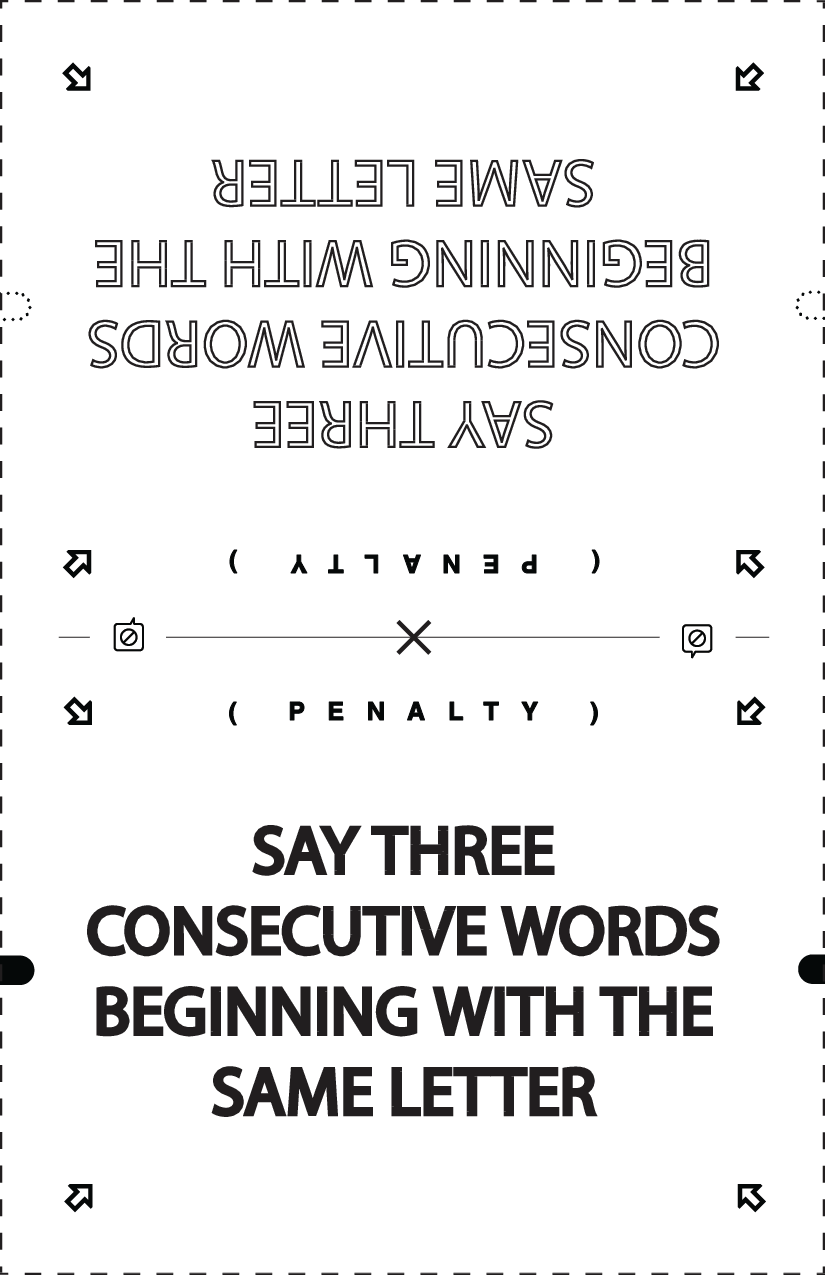 SAY THREE
CONSECUTIVE WORDS
BEGINNING WITH THE
SAME LETTER
( PENALTY )
( PENALTY )
SAY THREE
CONSECUTIVE WORDS
BEGINNING WITH THE
SAME LETTER